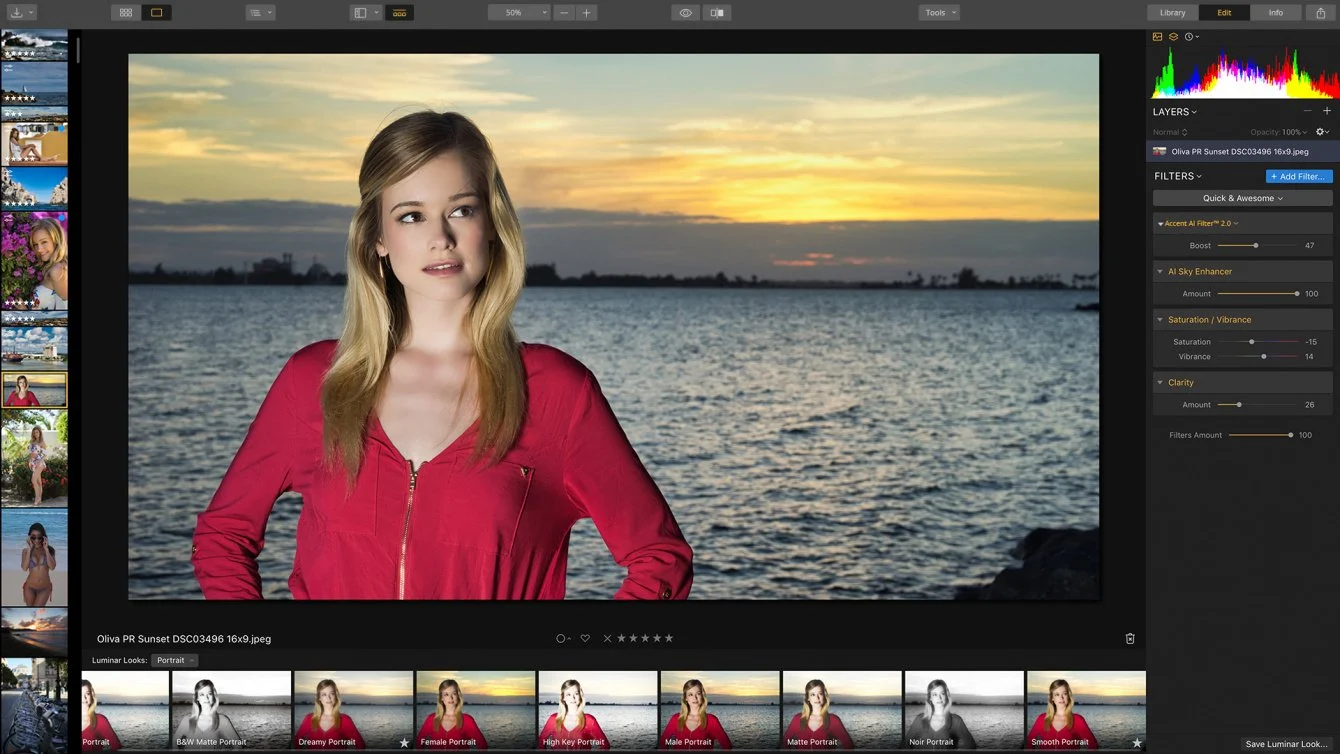 50%
Tools
Library
Edit
Info
LAYERS
Normal
Opacity: 100%
Oliva PR Sunset DSC03496 16x9.jpeg
FILTERS
+ Add Filter...
Quick & Awesome
Accent AI Filter™ 2.0
Boost 47
AI Sky Enhancer
Amount 100
Saturation / Vibrance
Saturation -15
Vibrance 14
Clarity
Amount 26
Filters Amount 100
Oliva PR Sunset DSC03496 16x9.jpeg
Luminar Looks: Portrait
Portrait
B&W Matte Portrait
Dreamy Portrait
Female Portrait
High Key Portrait
Male Portrait
Matte Portrait
Noir Portrait
Smooth Portrait
Save Luminar Look...